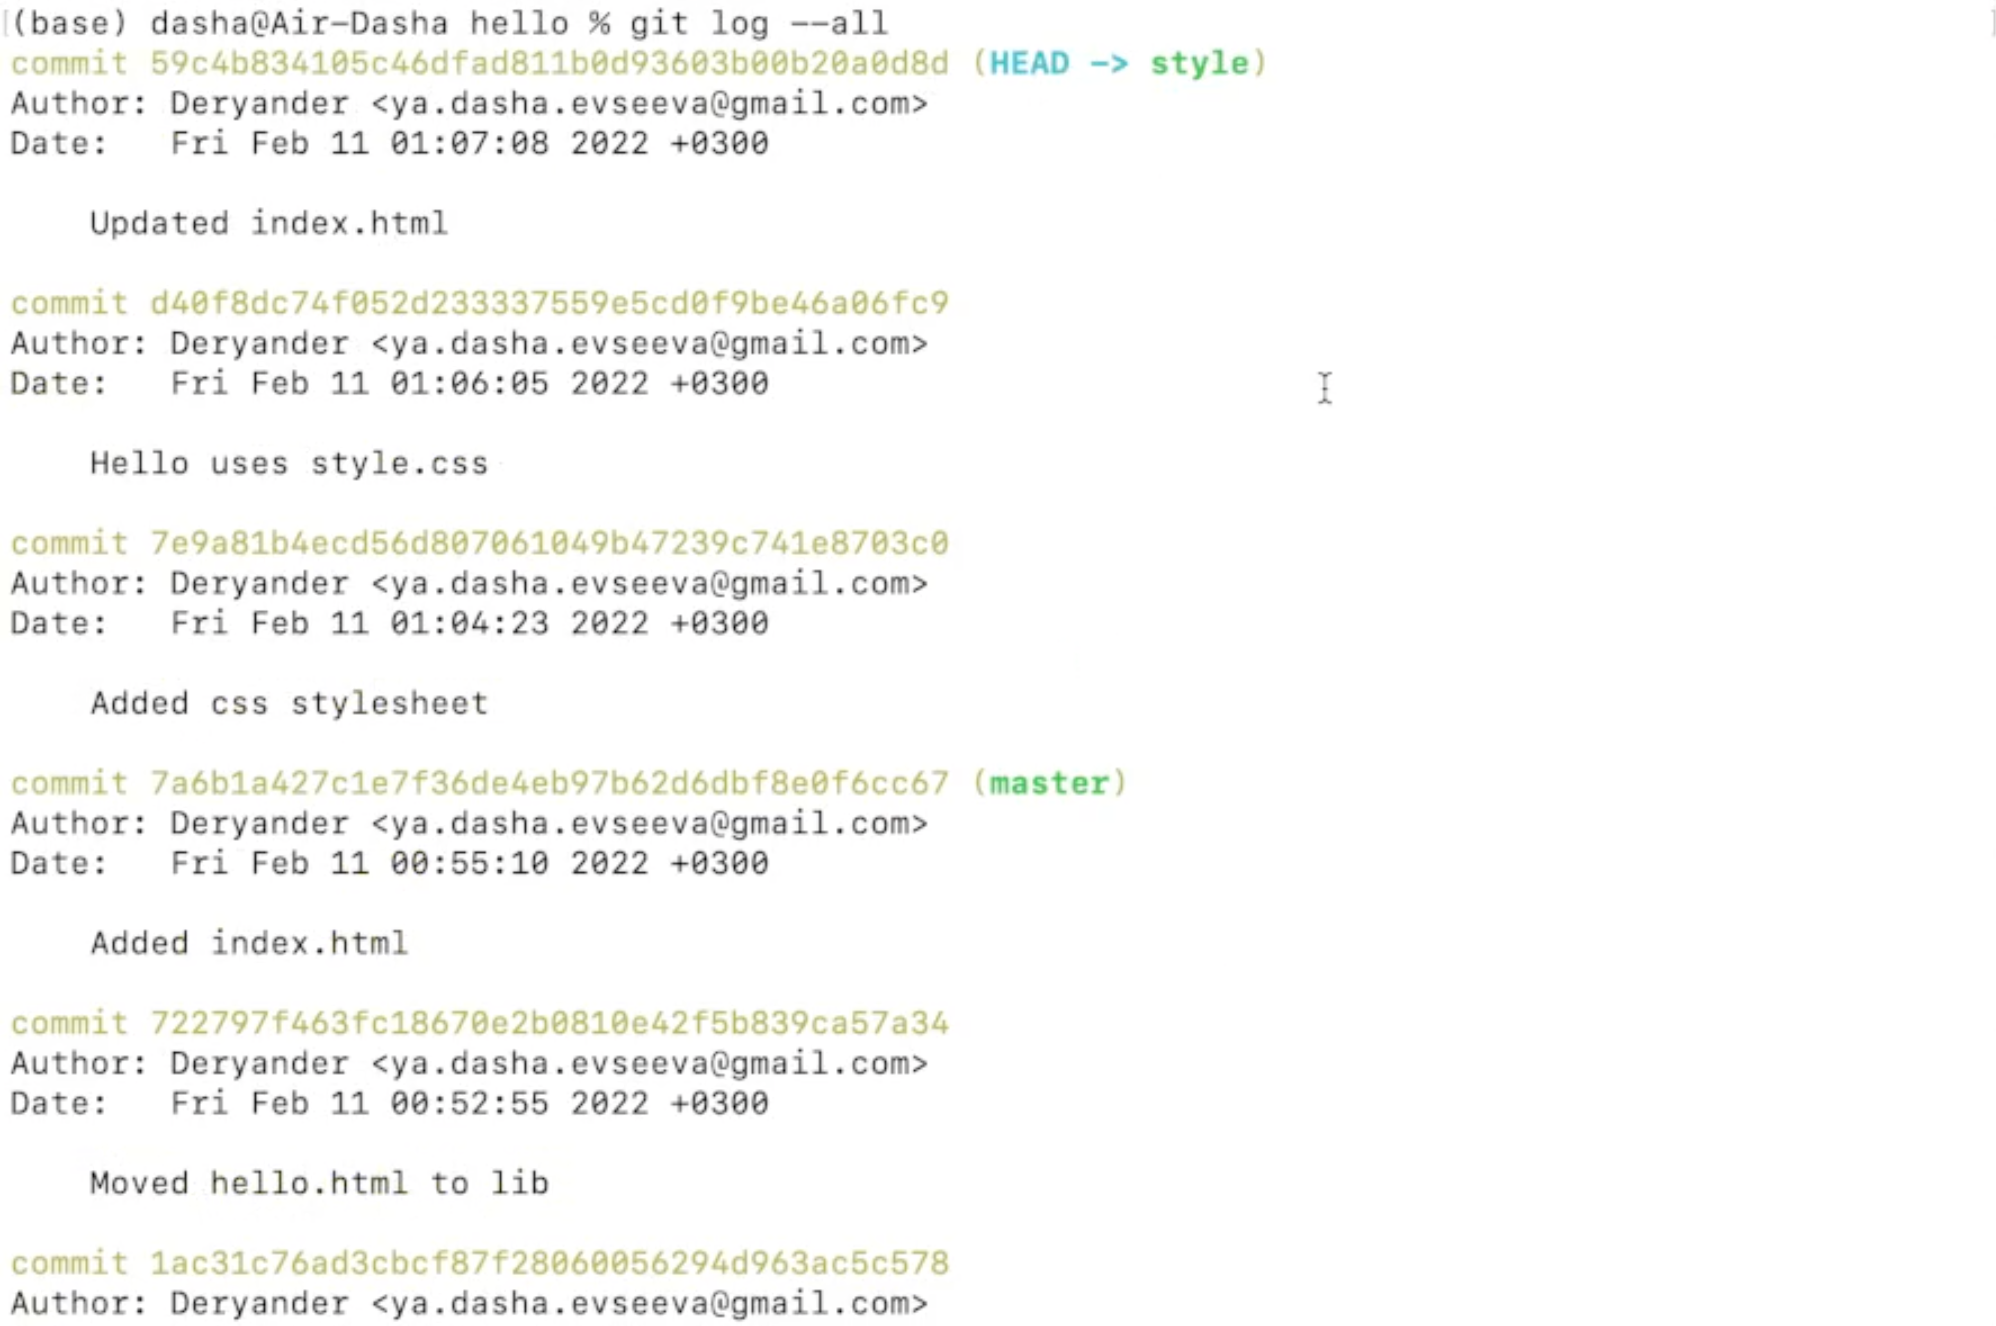 (base) dasha@Air-Dasha hello % git log --all
commit 59c4b834105c46dfad811b0d93603b00b20a0d8d (HEAD -> style)
Author: Deryander <ya.dasha.evseeva@gmail.com>
Date:   Fri Feb 11 01:07:08 2022 +0300
Updated index.html
commit d40f8dc74f052d233337559e5cd0f9be46a06fc9
Author: Deryander <ya.dasha.evseeva@gmail.com>
Date:   Fri Feb 11 01:06:05 2022 +0300
Hello uses style.css
commit 7e9a81b4ecd56d807061049b47239c741e8703c0
Author: Deryander <ya.dasha.evseeva@gmail.com>
Date:   Fri Feb 11 01:04:23 2022 +0300
Added css stylesheet
commit 7a6b1a427c1e7f36de4eb97b62d6dbf8e0f6cc67 (master)
Author: Deryander <ya.dasha.evseeva@gmail.com>
Date:   Fri Feb 11 00:55:10 2022 +0300
Added index.html
commit 722797f463fc18670e2b0810e42f5b839ca57a34
Author: Deryander <ya.dasha.evseeva@gmail.com>
Date:   Fri Feb 11 00:52:55 2022 +0300
Moved hello.html to lib
commit 1ac31c76ad3cbcf87f28060056294d963ac5c578
Author: Deryander <ya.dasha.evseeva@gmail.com>